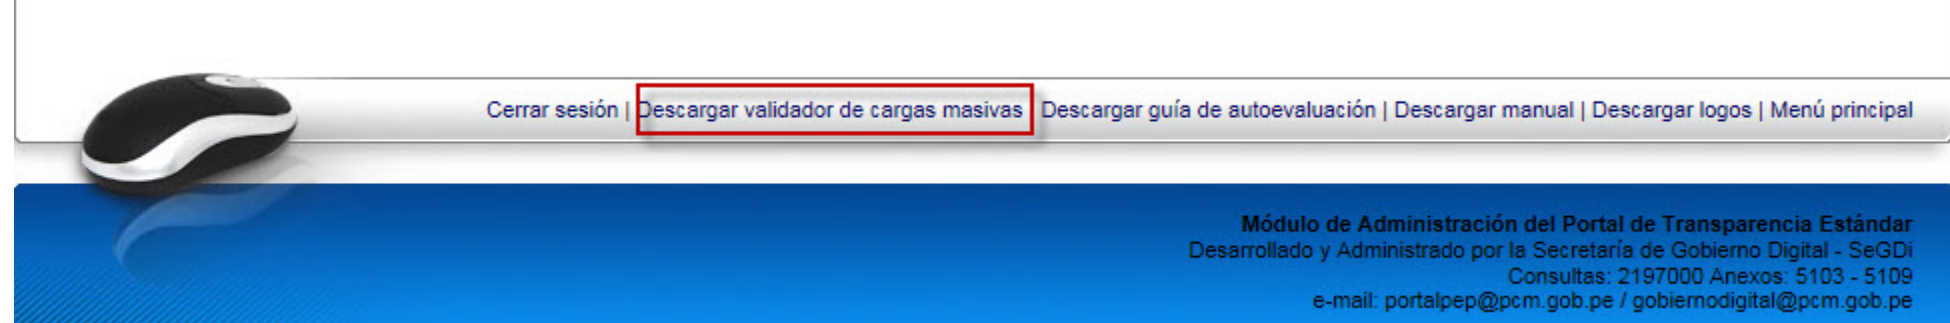 Cerrar sesión | Descargar validador de cargas masivas | Descargar guía de autoevaluación | Descargar manual | Descargar logos | Menú principal
Módulo de Administración del Portal de Transparencia Estándar
Desarrollado y Administrado por la Secretaría de Gobierno Digital - SeGDi
Consultas: 2197000 Anexos: 5103 - 5109
e-mail: portalpep@pcm.gob.pe / gobiernodigital@pcm.gob.pe